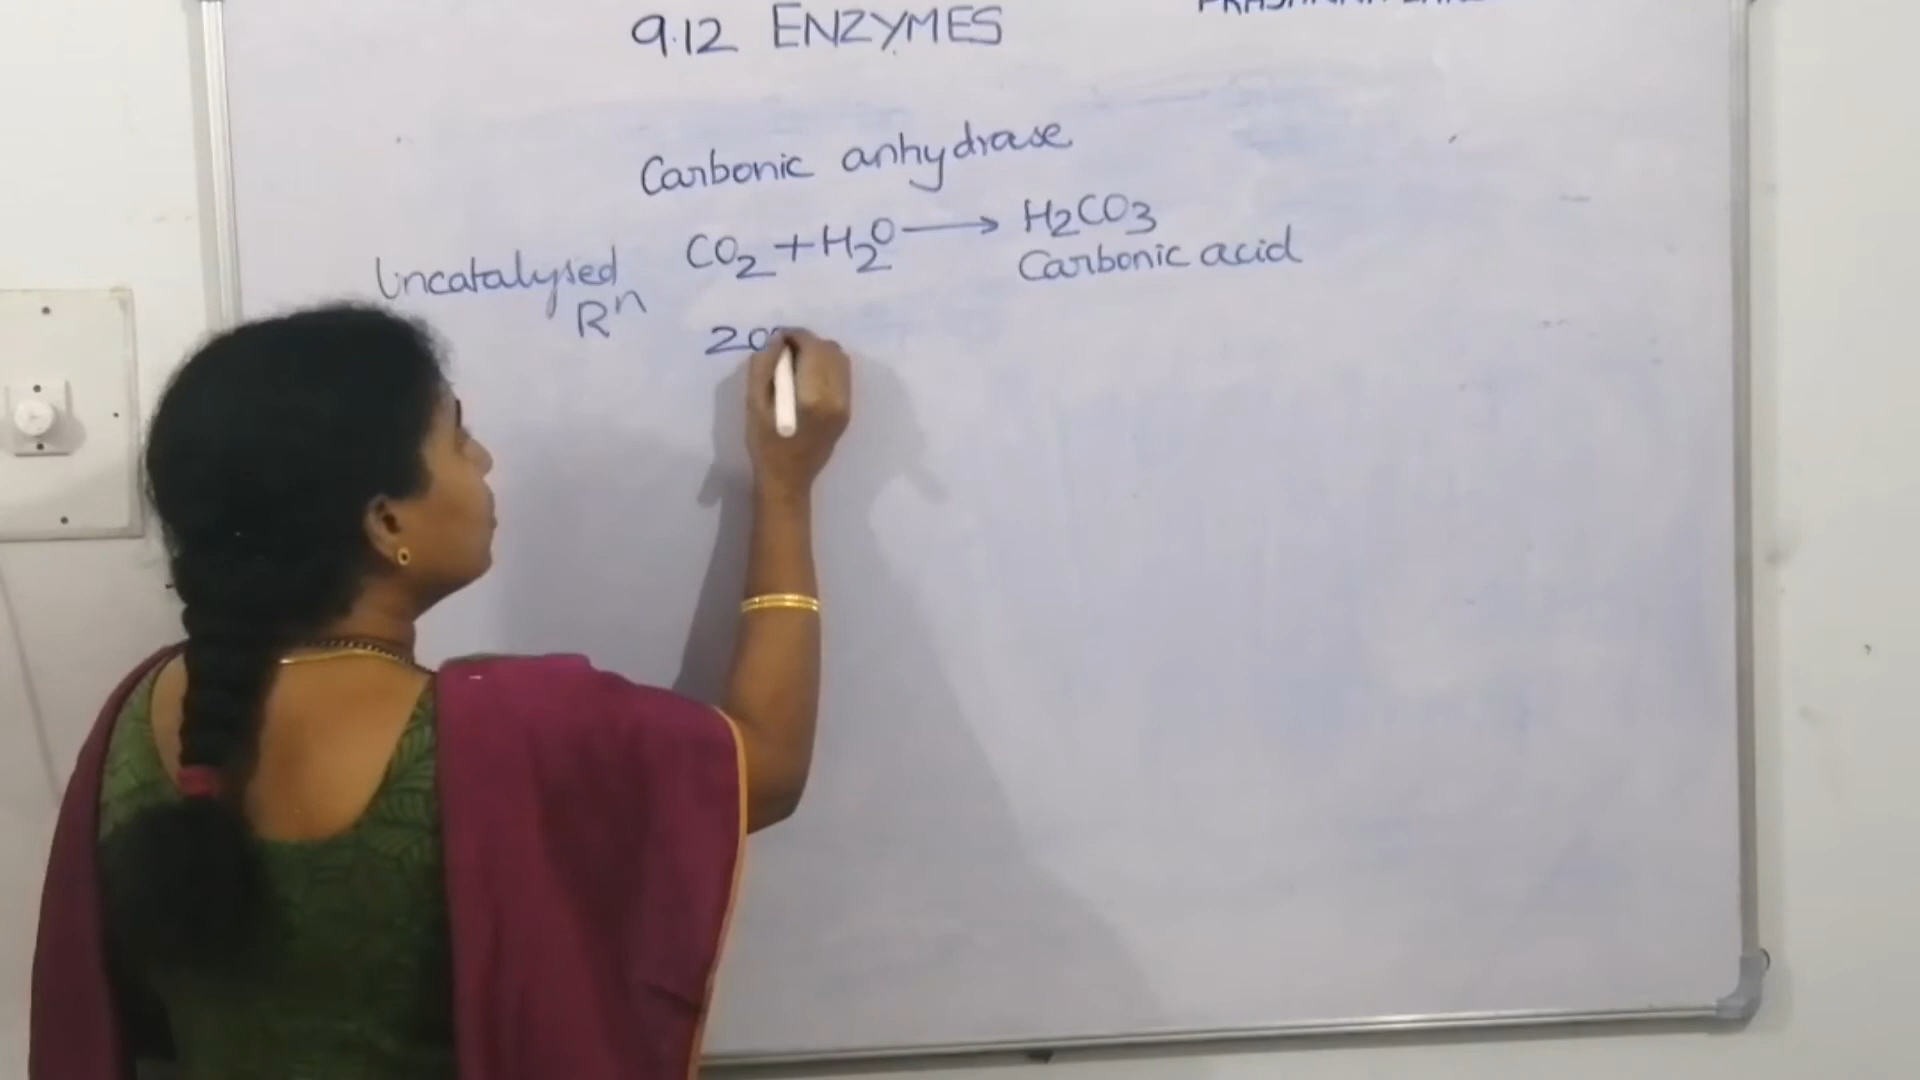 9.12 ENZYMES
Carbonic anhydrase
CO2 + H2O → H2CO3
Uncatalysed
Carbonic acid
Rn
20